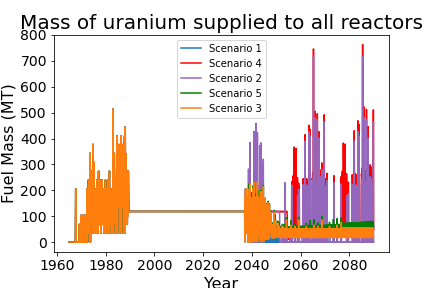 Mass of uranium supplied to all reactors
800
700
600
500
400
300
200
100
0
Fuel Mass (MT)
Scenario 1
Scenario 4
Scenario 2
Scenario 5
Scenario 3
1960 1980 2000 2020 2040 2060 2080
Year